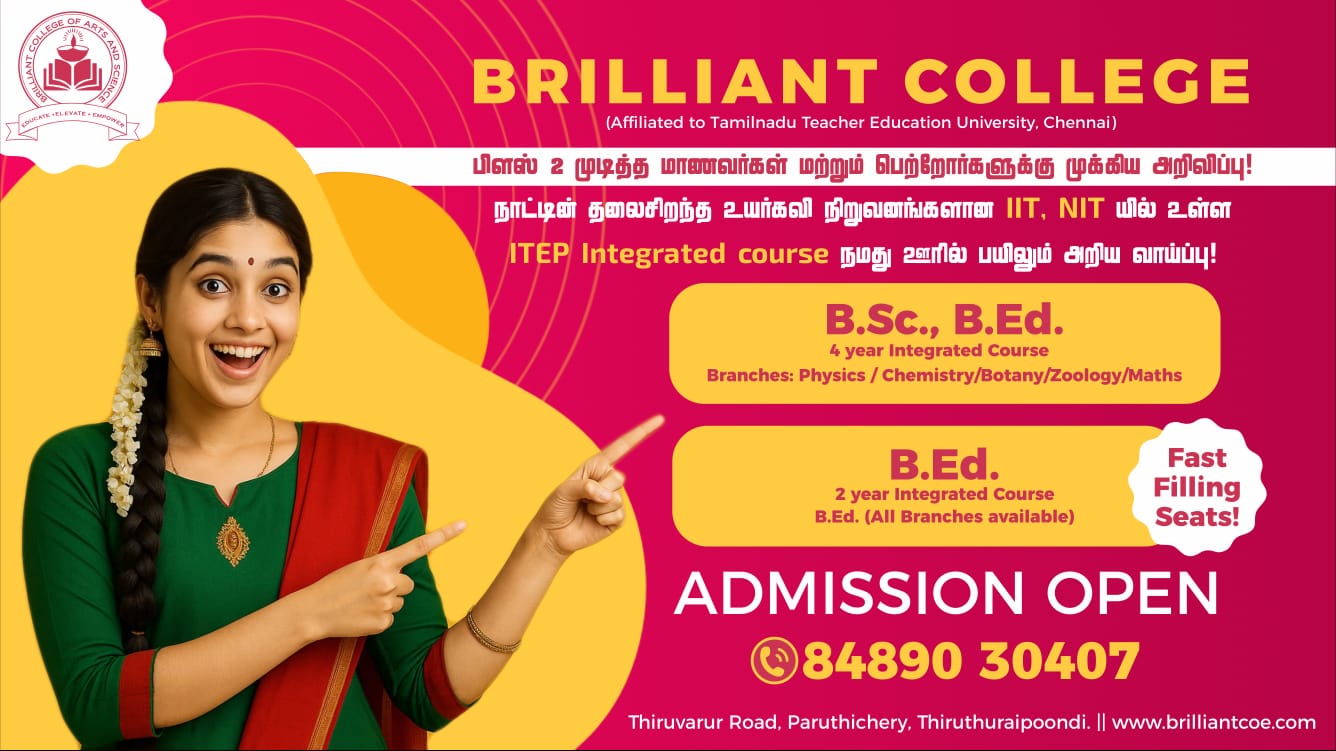 BRILLIANT COLLEGE OF ARTS AND SCIENCE
EDUCATE • ELEVATE • EMPOWER
BRILLIANT COLLEGE
(Affiliated to Tamilnadu Teacher Education University, Chennai)
பிளஸ் 2 முடித்த மாணவர்கள் மற்றும் பெற்றோர்களுக்கு முக்கிய அறிவிப்பு!
நாட்டின் தலைசிறந்த உயர்கவி நிறுவனங்களான IIT, NIT யில் உள்ள
ITEP Integrated course நமது ஊரில் பயிலும் அறிய வாய்ப்பு!
B.Sc., B.Ed.
4 year Integrated Course
Branches: Physics / Chemistry/Botany/Zoology/Maths
B.Ed.
2 year Integrated Course
B.Ed. (All Branches available)
Fast
Filling
Seats!
ADMISSION OPEN
84890 30407
Thiruvarur Road, Paruthichery, Thiruthuraipoondi. || www.brilliantcoe.com